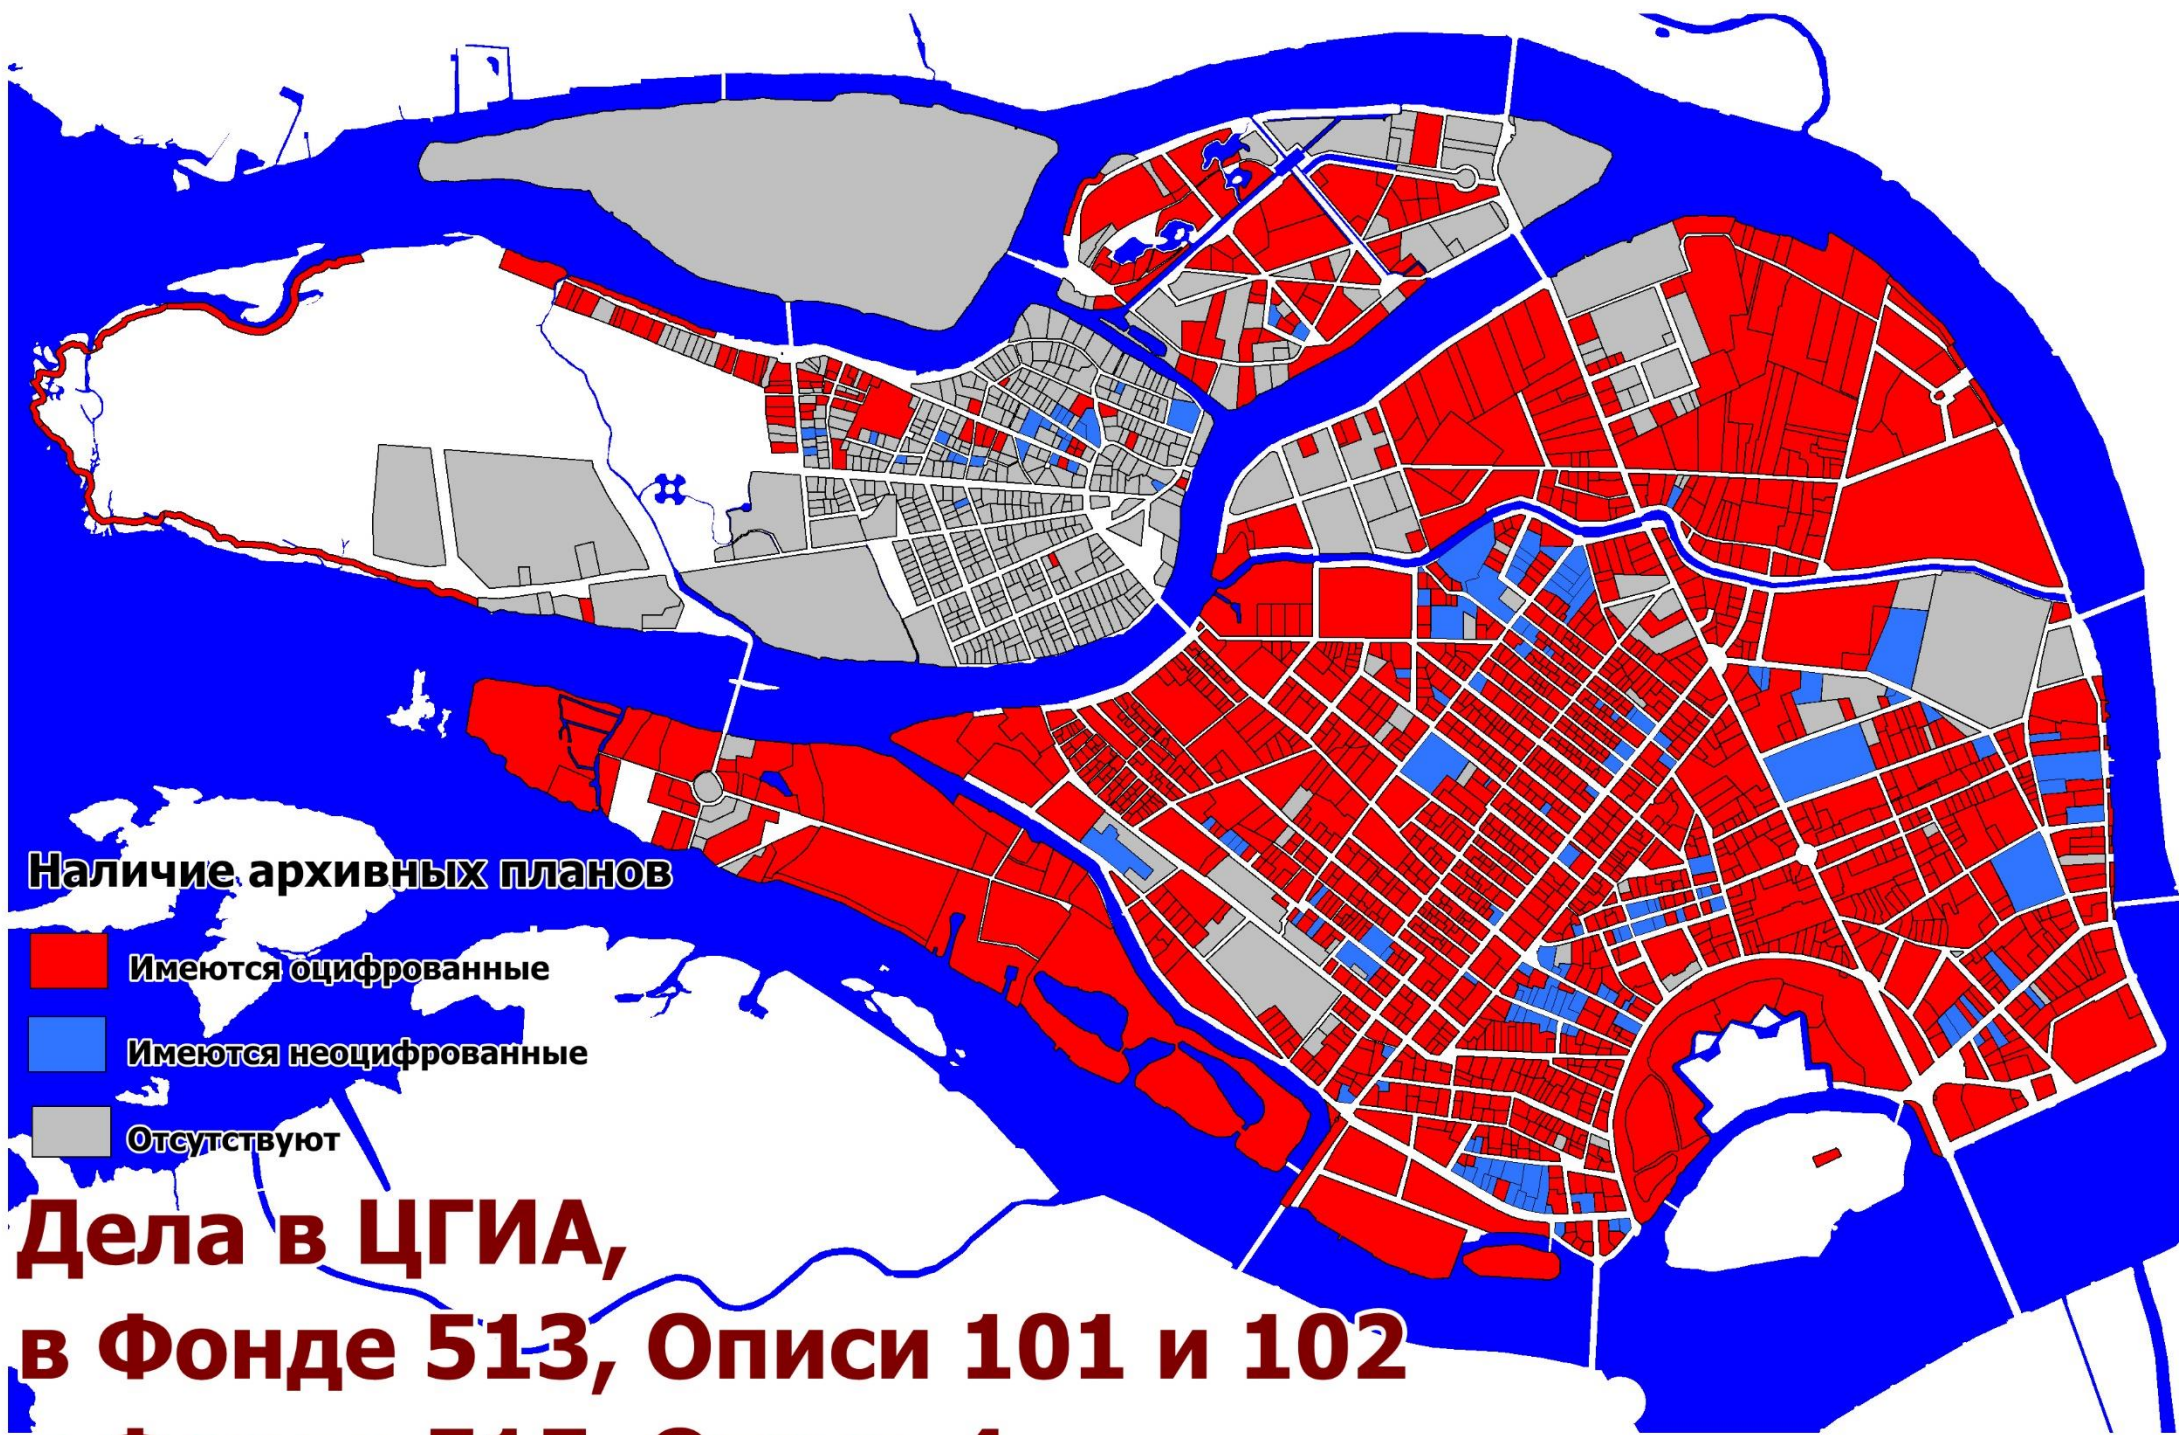 Наличие архивных планов
Имеются оцифрованные
Имеются неоцифрованные
Отсутствуют
Дела в ЦГИА,
в Фонде 513, Описи 101 и 102